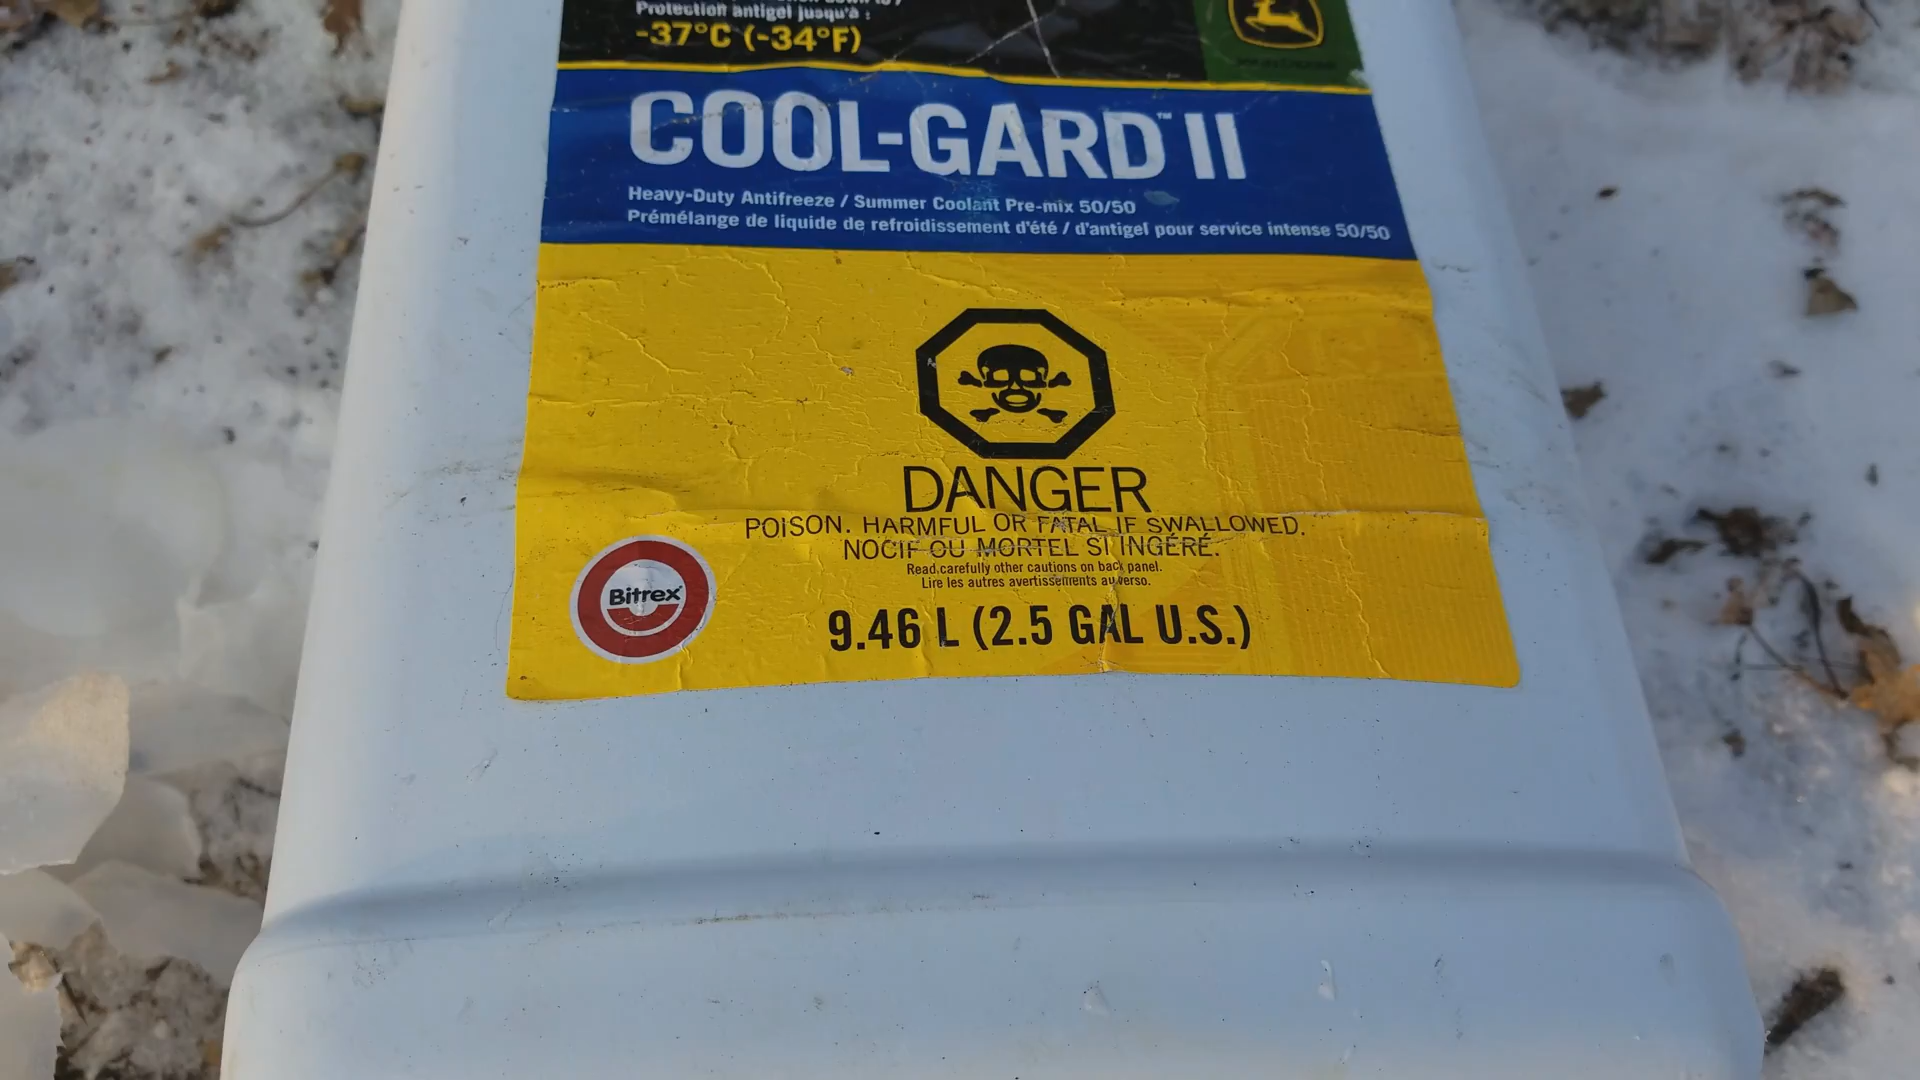 Protection antigel jusqu'à :
-37°C (-34°F)
COOL-GARD™ II
Heavy-Duty Antifreeze / Summer Coolant Pre-mix 50/50
Prémélange de liquide de refroidissement d'été / d'antigel pour service intense 50/50
DANGER
POISON. HARMFUL OR FATAL IF SWALLOWED.
NOCIF OU MORTEL SI INGÉRÉ.
Read carefully other cautions on back panel.
Lire les autres avertissements au verso.
Bitrex®
9.46 L (2.5 GAL U.S.)